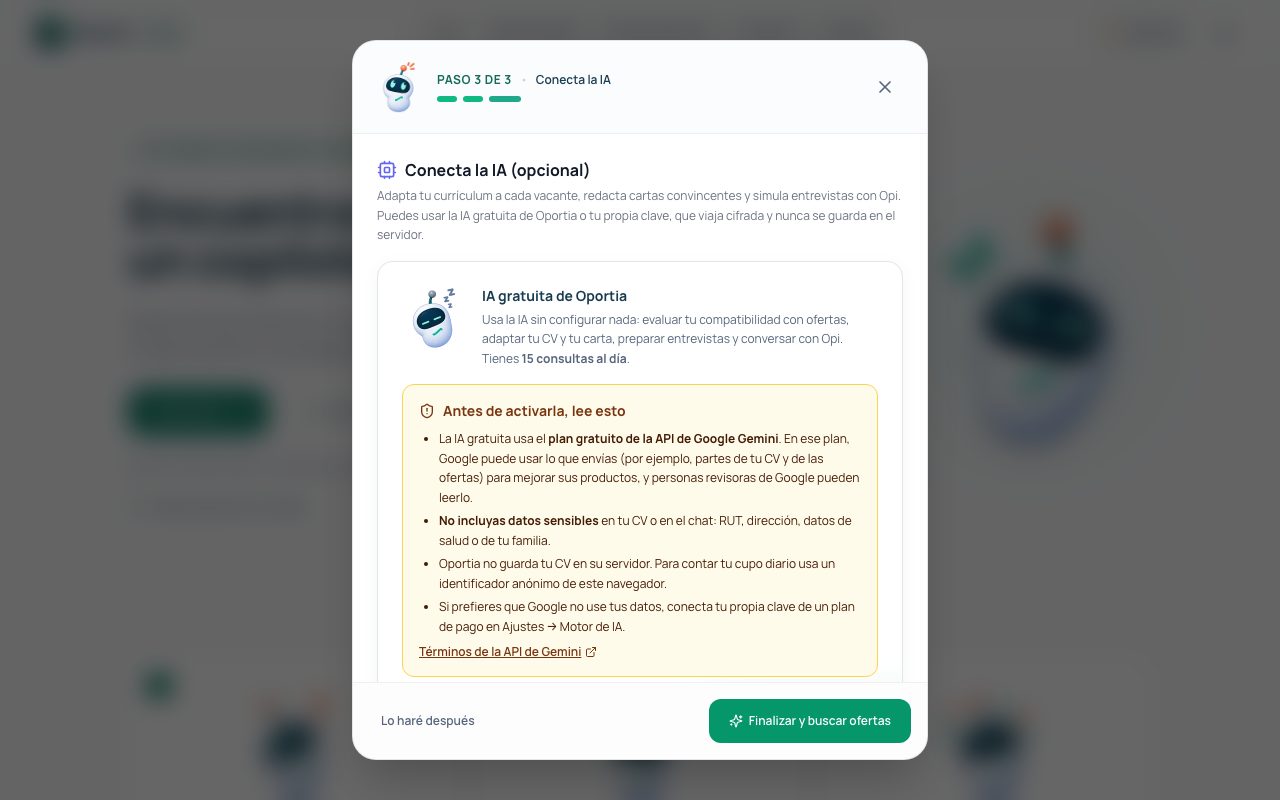 PASO 3 DE 3 · Conecta la IA
Conecta la IA (opcional)
Adapta tu currículum a cada vacante, redacta cartas convincentes y simula entrevistas con Opi.
Puedes usar la IA gratuita de Oportia o tu propia clave, que viaja cifrada y nunca se guarda en el
servidor.
IA gratuita de Oportia
Usa la IA sin configurar nada: evaluar tu compatibilidad con ofertas,
adaptar tu CV y tu carta, preparar entrevistas y conversar con Opi.
Tienes 15 consultas al día.
Antes de activarla, lee esto
• La IA gratuita usa el plan gratuito de la API de Google Gemini. En ese plan,
Google puede usar lo que envías (por ejemplo, partes de tu CV y de las
ofertas) para mejorar sus productos, y personas revisoras de Google pueden
leerlo.
• No incluyas datos sensibles en tu CV o en el chat: RUT, dirección, datos de
salud o de tu familia.
• Oportia no guarda tu CV en su servidor. Para contar tu cupo diario usa un
identificador anónimo de este navegador.
• Si prefieres que Google no use tus datos, conecta tu propia clave de un plan
de pago en Ajustes → Motor de IA.
Términos de la API de Gemini
Lo haré después
Finalizar y buscar ofertas